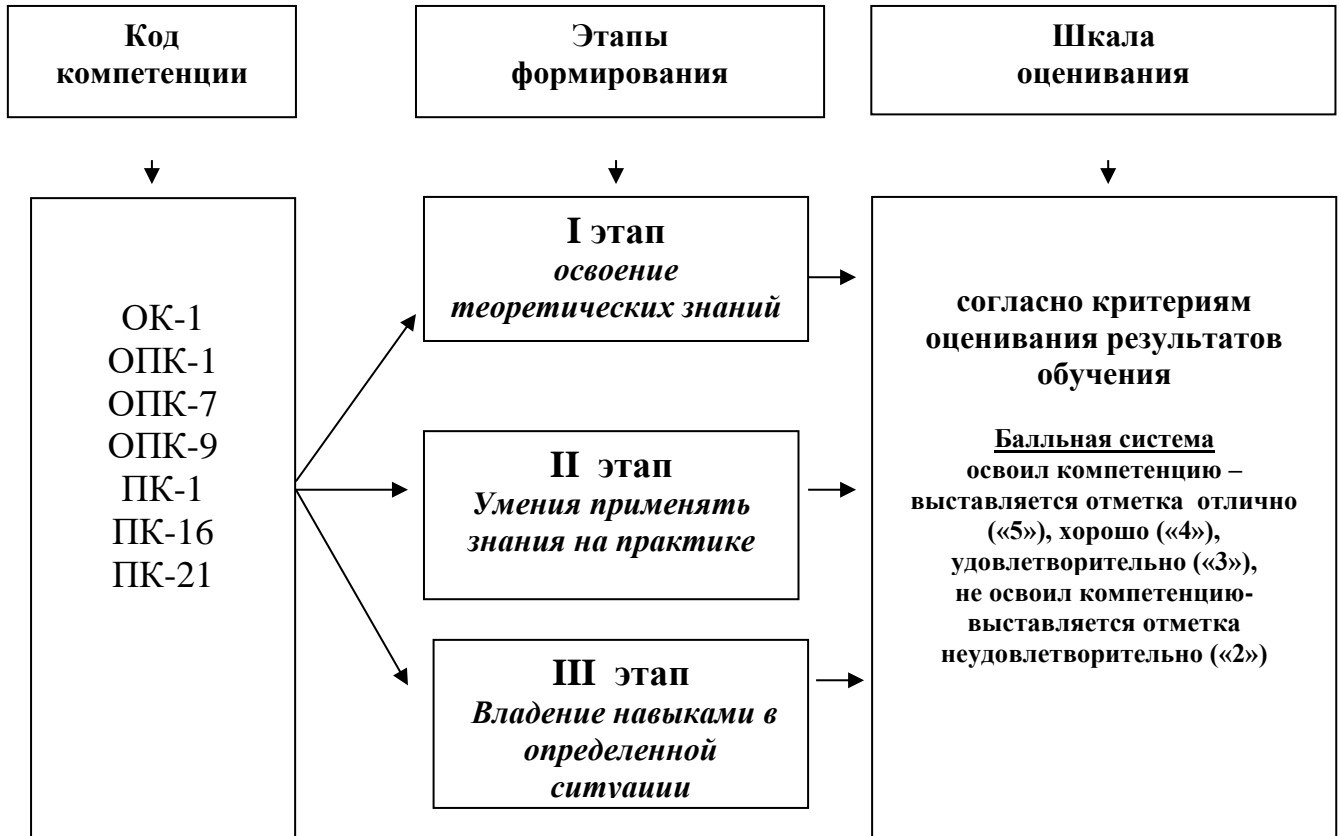 Код
компетенции
Этапы
формирования
Шкала
оценивания
ОК-1
ОПК-1
ОПК-7
ОПК-9
ПК-1
ПК-16
ПК-21
I этап
освоение
теоретических знаний
II этап
Умения применять
знания на практике
III этап
Владение навыками в
определенной
ситуации
согласно критериям
оценивания результатов
обучения
Балльная система
освоил компетенцию –
выставляется отметка отлично
(«5»), хорошо («4»),
удовлетворительно («3»),
не освоил компетенцию-
выставляется отметка
неудовлетворительно («2»)